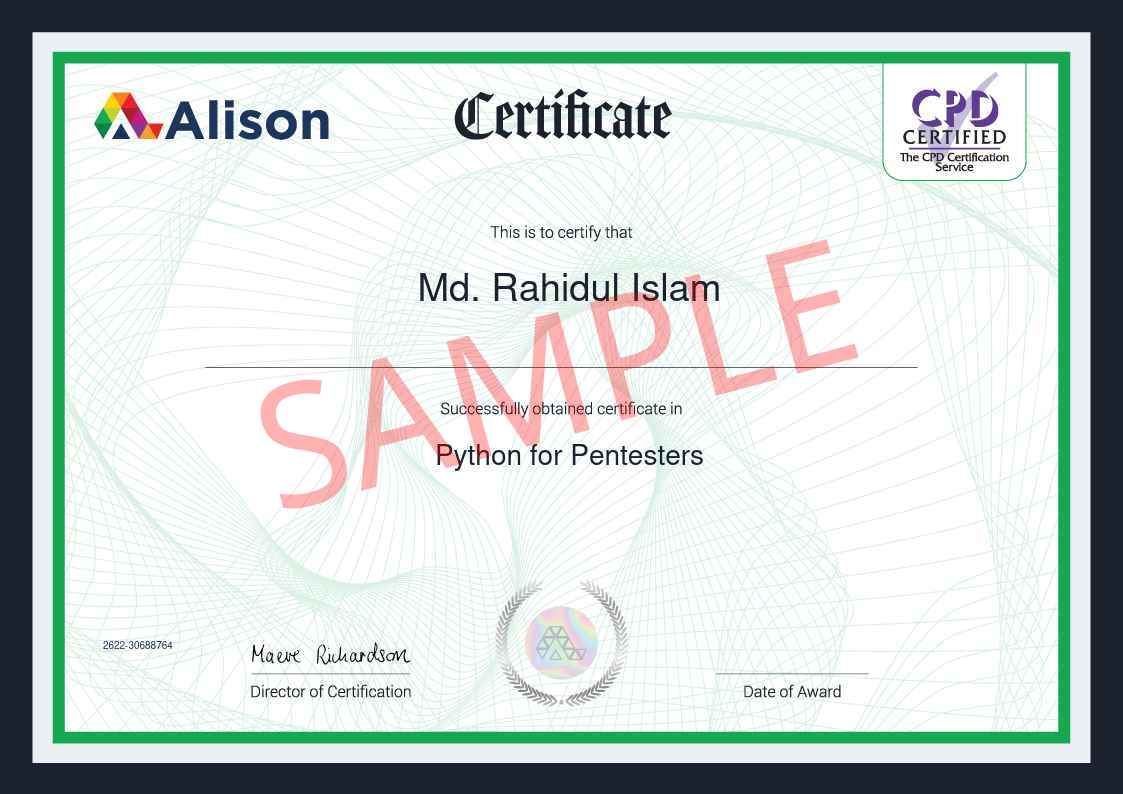 Alison
Certificate
CPD
CERTIFIED
The CPD Certification
Service
This is to certify that
Md. Rahidul Islam
SAMPLE
Successfully obtained certificate in
Python for Pentesters
2622-30688764
Maeve Richardson
Director of Certification
Date of Award